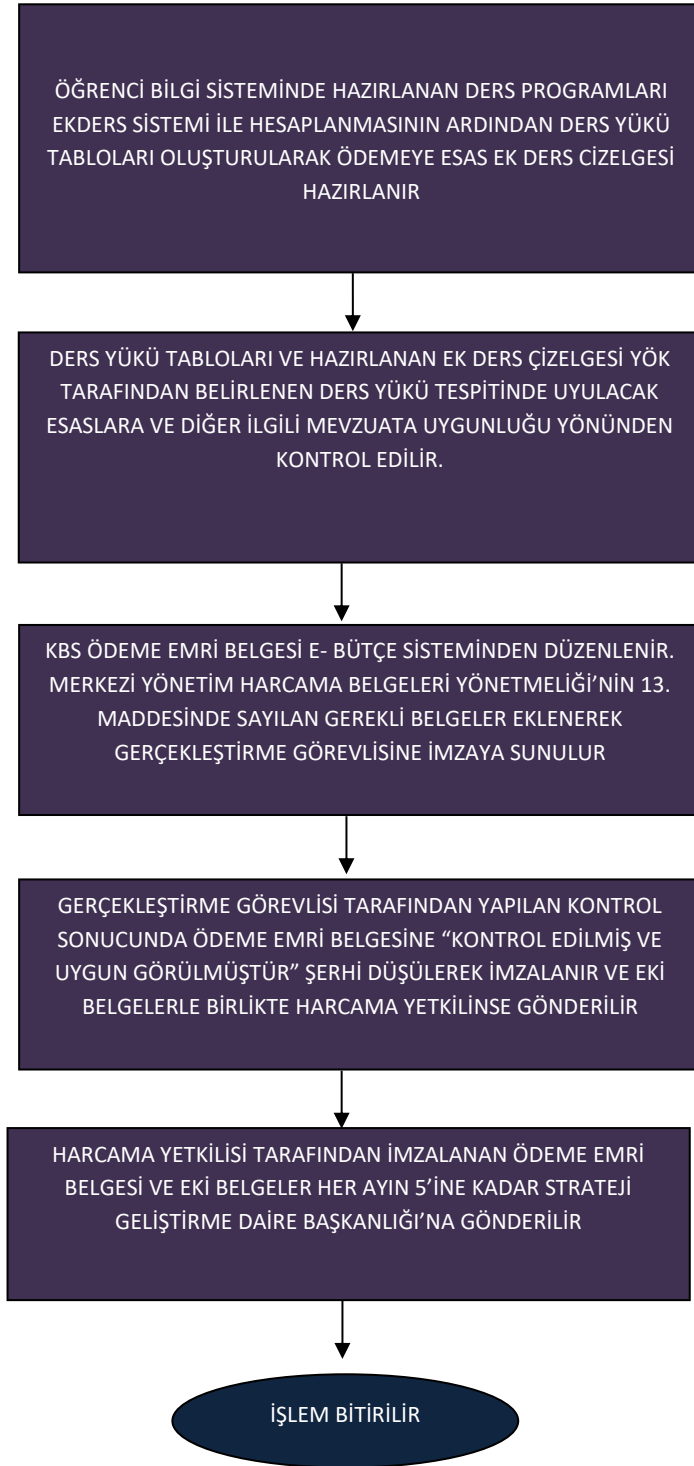 ÖĞRENCİ BİLGİ SİSTEMİNDE HAZIRLANAN DERS PROGRAMLARI
EKDERS SİSTEMİ İLE HESAPLANMASININ ARDINDAN DERS YÜKÜ
TABLOLARI OLUŞTURULARAK ÖDEMEYE ESAS EK DERS CİZELGESİ
HAZIRLANIR
DERS YÜKÜ TABLOLARI VE HAZIRLANAN EK DERS ÇİZELGESİ YÖK
TARAFINDAN BELİRLENEN DERS YÜKÜ TESPİTİNDE UYULACAK
ESASLARA VE DİĞER İLGİLİ MEVZUATA UYGUNLUĞU YÖNÜNDEN
KONTROL EDİLİR.
KBS ÖDEME EMRİ BELGESİ E- BÜTÇE SİSTEMİNDEN DÜZENLENİR.
MERKEZİ YÖNETİM HARCAMA BELGELERİ YÖNETMELİĞİ’NİN 13.
MADDESİNDE SAYILAN GEREKLİ BELGELER EKLENEREK
GERÇEKLEŞTİRME GÖREVLİSİNE İMZAYA SUNULUR
GERÇEKLEŞTİRME GÖREVLİSİ TARAFINDAN YAPILAN KONTROL
SONUCUNDA ÖDEME EMRİ BELGESİNE “KONTROL EDİLMİŞ VE
UYGUN GÖRÜLMÜŞTÜR” ŞERHİ DÜŞÜLEREK İMZALANIR VE EKİ
BELGELERLE BİRLİKTE HARCAMA YETKİLİNSE GÖNDERİLİR
HARCAMA YETKİLİSİ TARAFINDAN İMZALANAN ÖDEME EMRİ
BELGESİ VE EKİ BELGELER HER AYIN 5’İNE KADAR STRATEJİ
GELİŞTİRME DAİRE BAŞKANLIĞI’NA GÖNDERİLİR
İŞLEM BİTİRİLİR